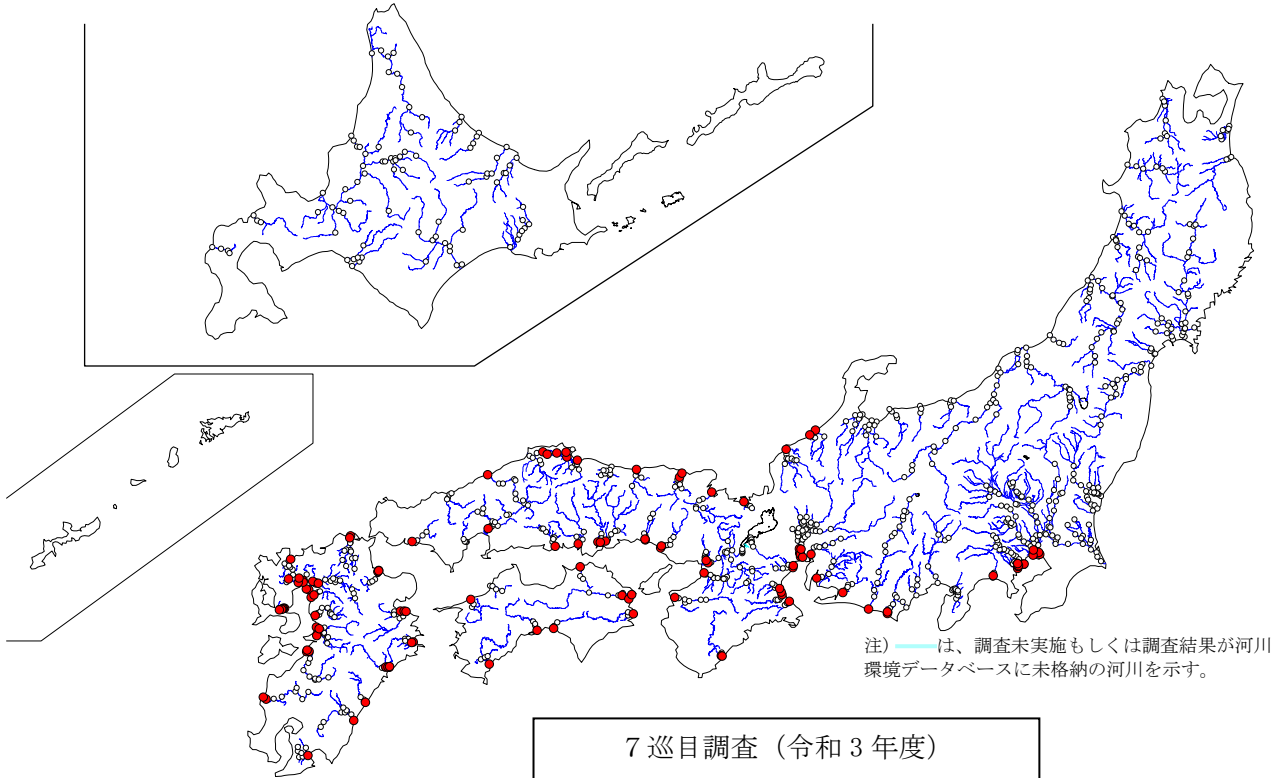 注) は、調査未実施もしくは調査結果が河川
環境データベースに未格納の河川を示す。
7巡目調査（令和3年度）